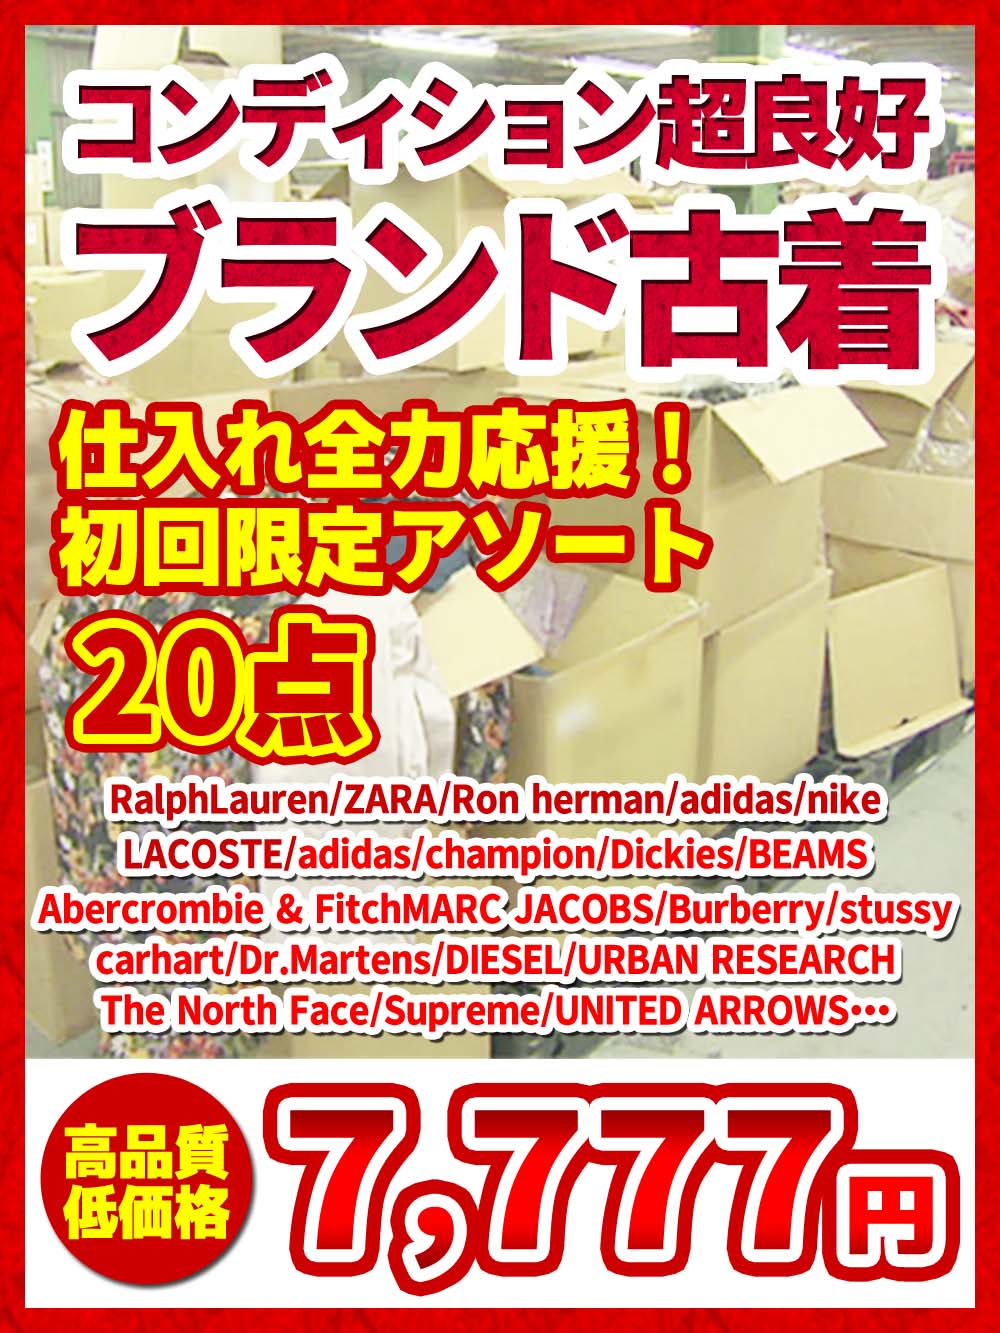 コンディション超良好
ブランド古着
仕入れ全力応援！
初回限定アソート
20点
RalphLauren/ZARA/Ron herman/adidas/nike
LACOSTE/adidas/champion/Dickies/BEAMS
Abercrombie & FitchMARC JACOBS/Burberry/stussy
carhart/Dr.Martens/DIESEL/URBAN RESEARCH
The North Face/Supreme/UNITED ARROWS…
高品質
低価格
7,777円